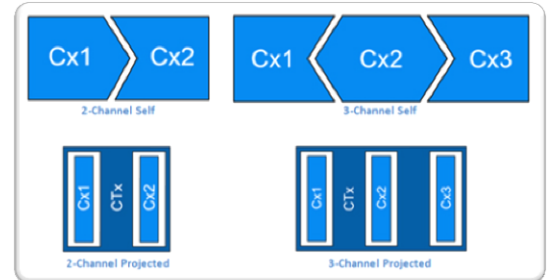 Cx1 Cx2
2-Channel Self
Cx1 Cx2 Cx3
3-Channel Self
Cx1 CTx Cx2
2-Channel Projected
Cx1 CTx Cx2 Cx3
3-Channel Projected